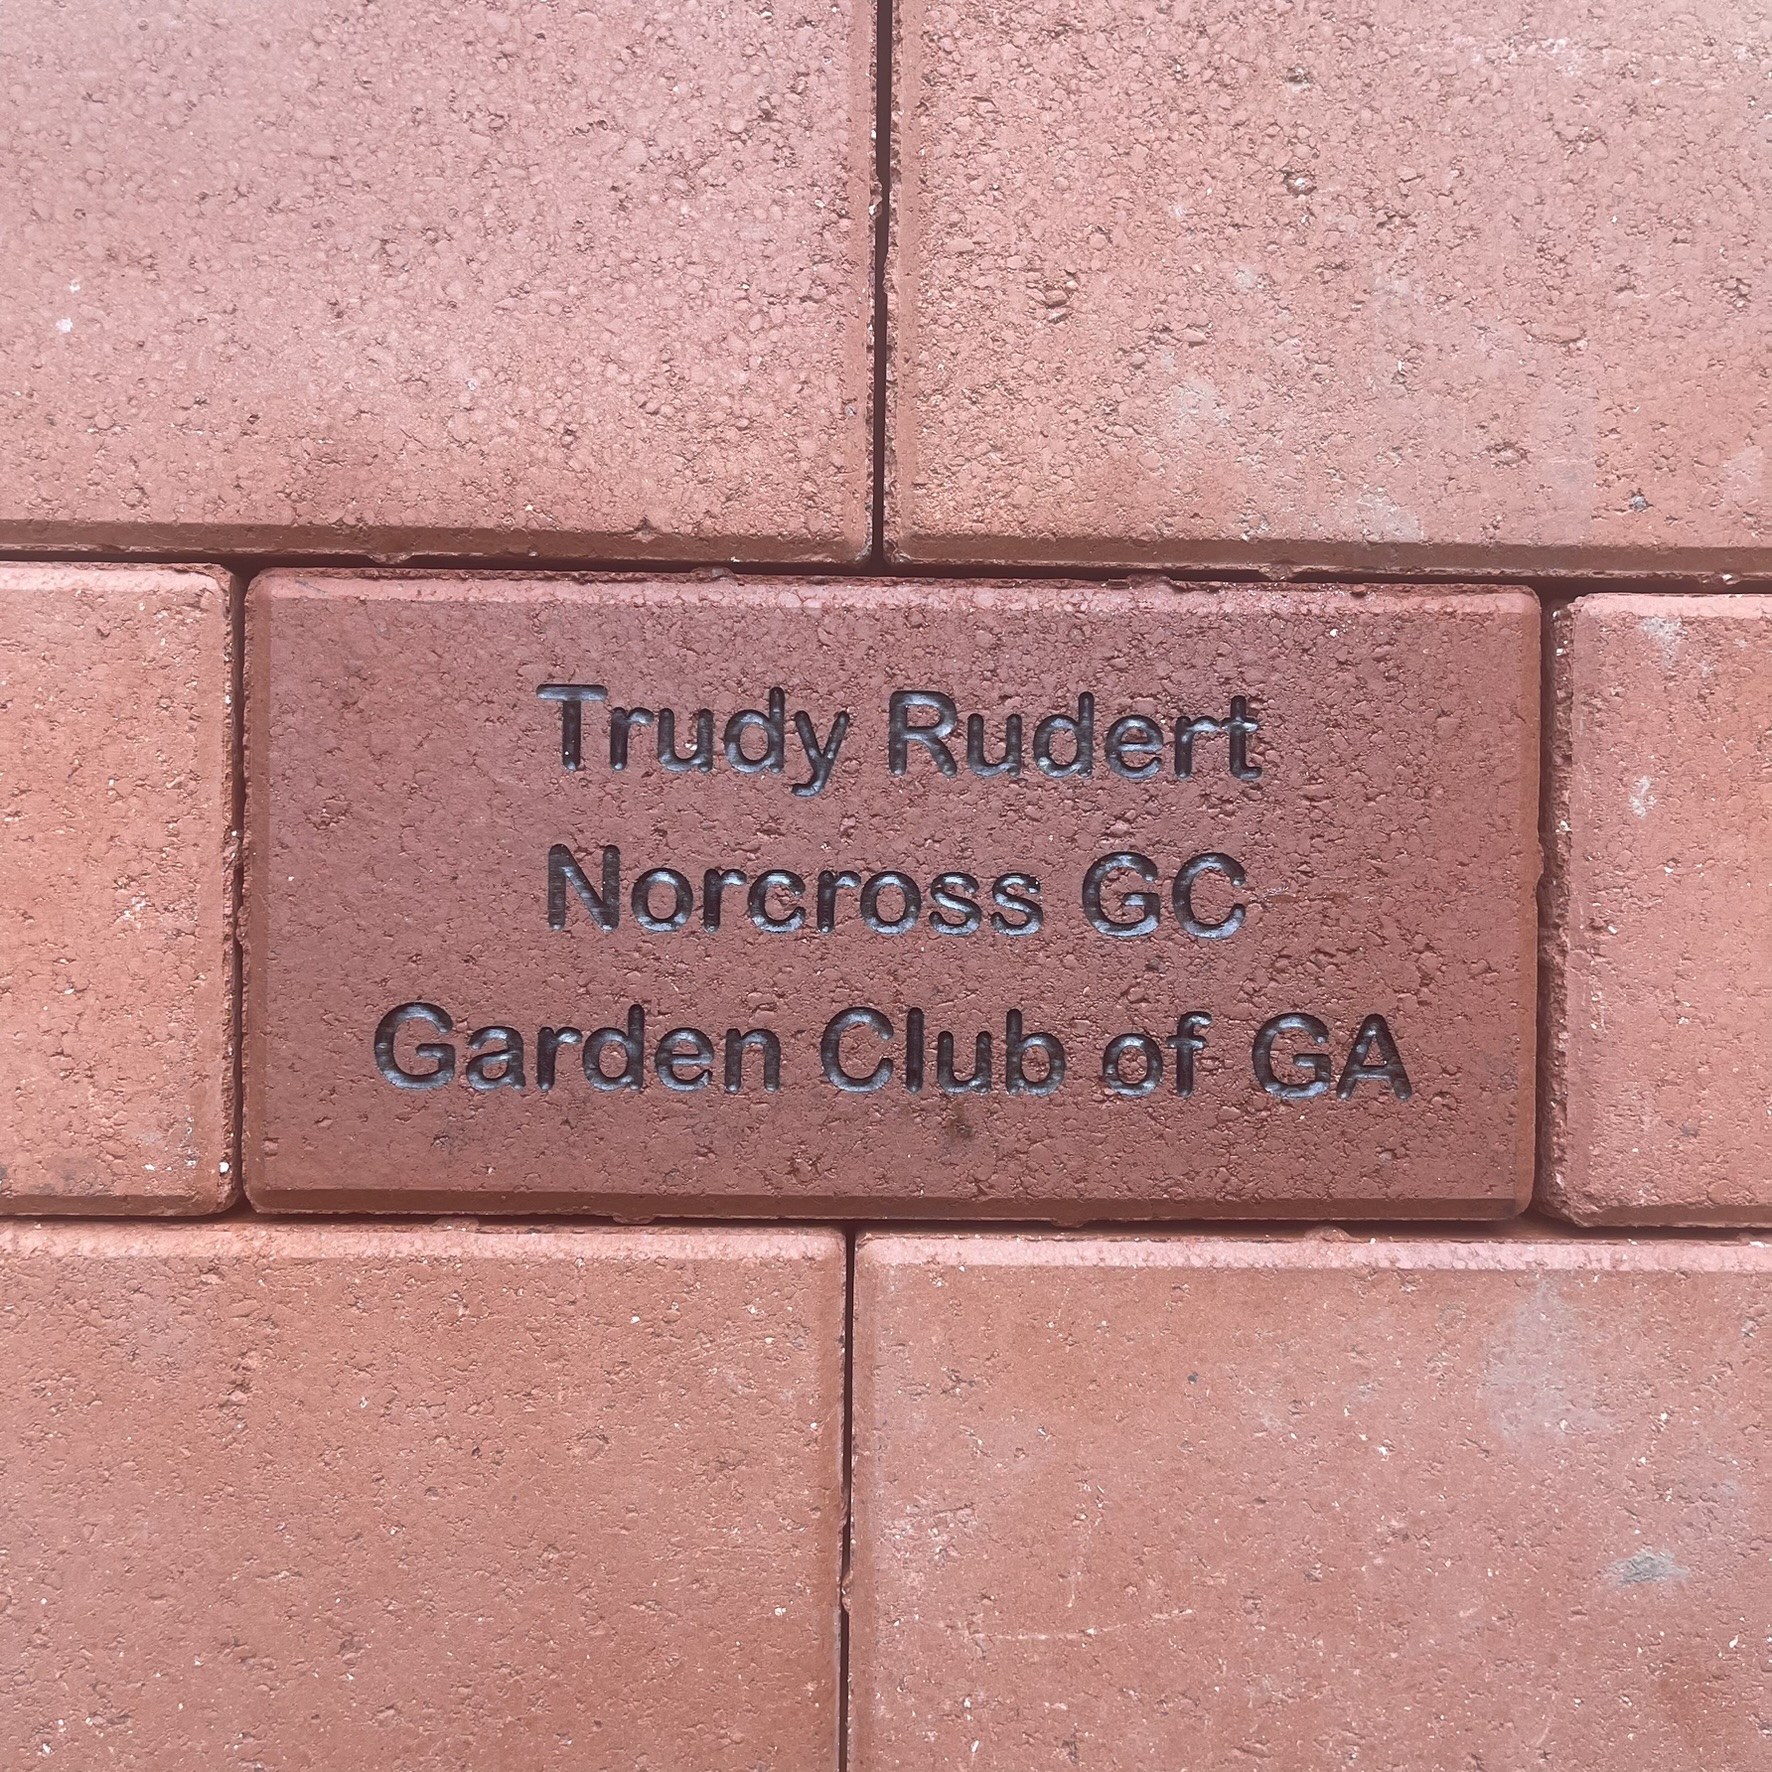 Trudy Rudert
Norcross GC
Garden Club of GA